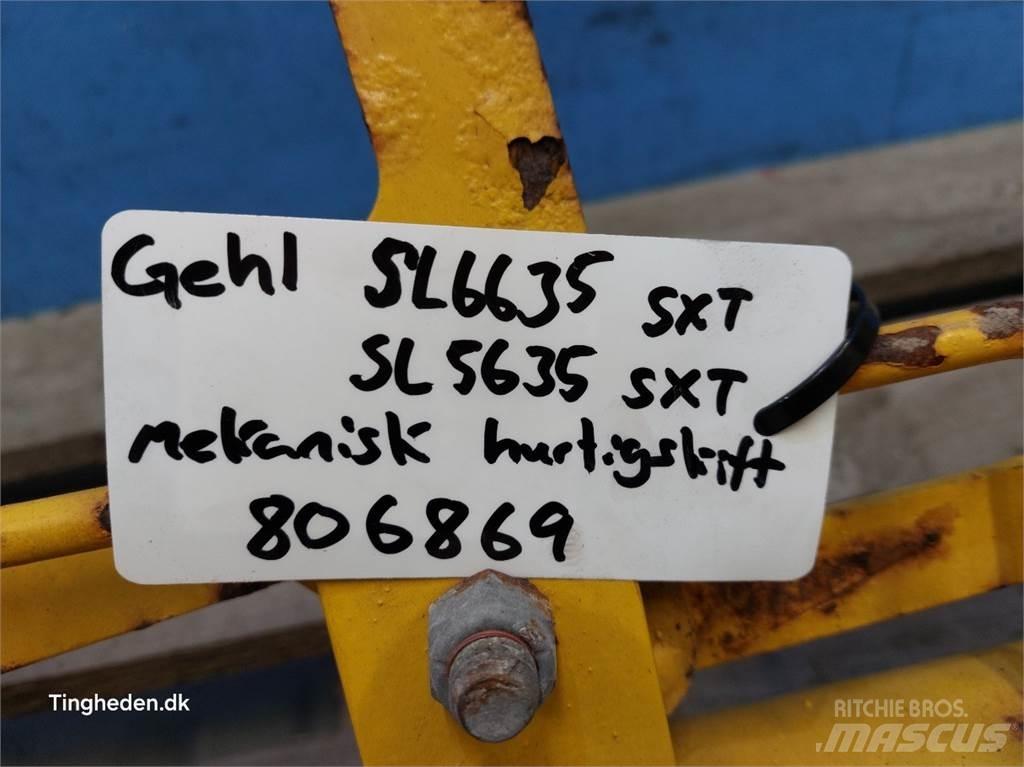 Gehl SL6635 SXT
SL5635 SXT
mekanisk hurtigskift
806869
Tingheden.dk
RITCHIE BROS.
MASCUS